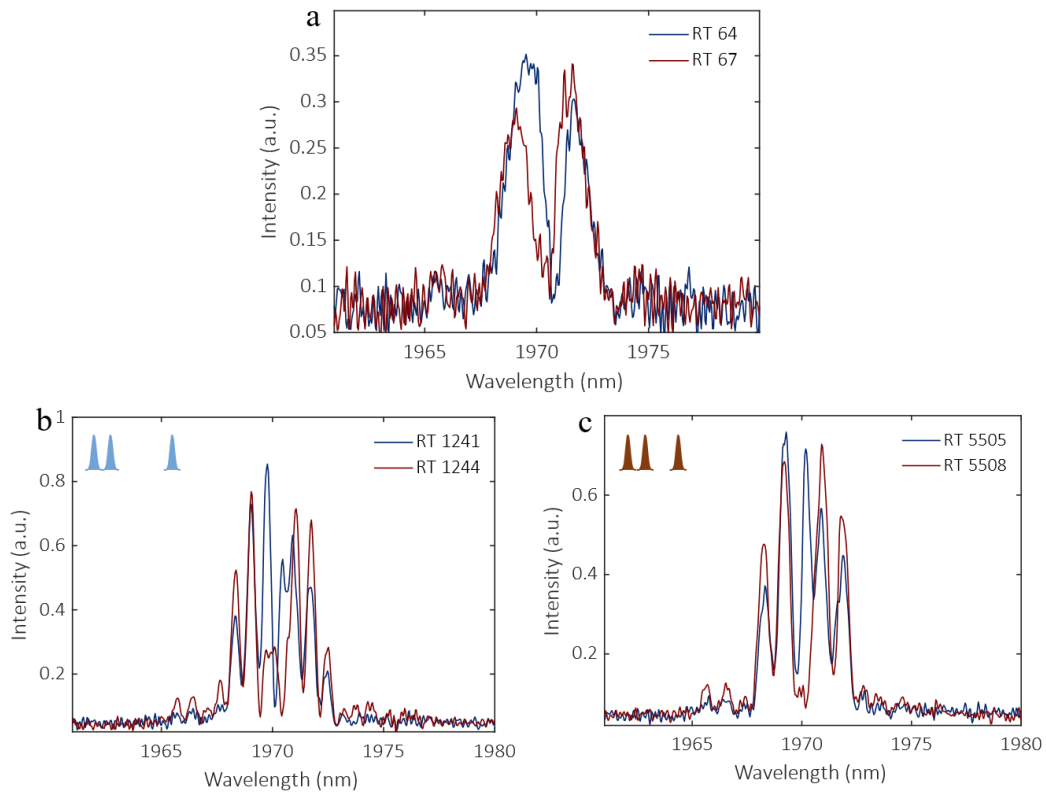 a
RT 64
RT 67
0.35
0.3
0.25
0.2
0.15
0.1
0.05
Intensity (a.u.)
1965 1970 1975
Wavelength (nm)
b
RT 1241
RT 1244
1
0.8
0.6
0.4
0.2
Intensity (a.u.)
1965 1970 1975 1980
Wavelength (nm)
c
RT 5505
RT 5508
0.6
0.4
0.2
Intensity (a.u.)
1965 1970 1975 1980
Wavelength (nm)